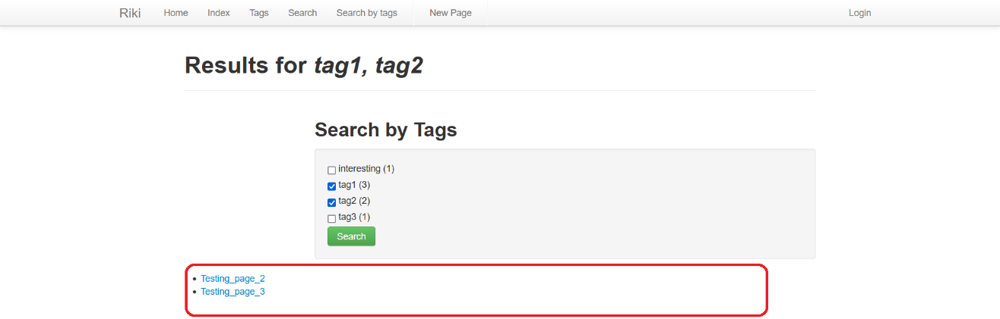 Riki Home Index Tags Search Search by tags New Page Login
Results for tag1, tag2
Search by Tags
interesting (1)
tag1 (3)
tag2 (2)
tag3 (1)
Search
Testing_page_2
Testing_page_3